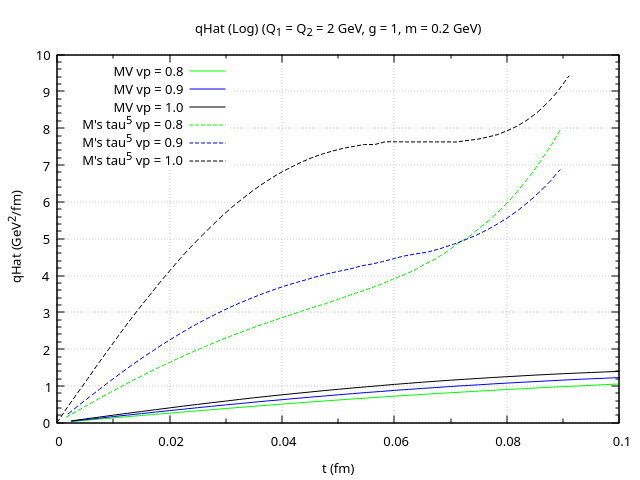 qHat (Log) (Q1 = Q2 = 2 GeV, g = 1, m = 0.2 GeV)
10
9
8
7
6
5
4
3
2
1
0
qHat (GeV2/fm)
MV vp = 0.8
MV vp = 0.9
MV vp = 1.0
M's tau5 vp = 0.8
M's tau5 vp = 0.9
M's tau5 vp = 1.0
0 0.02 0.04 0.06 0.08 0.1
t (fm)